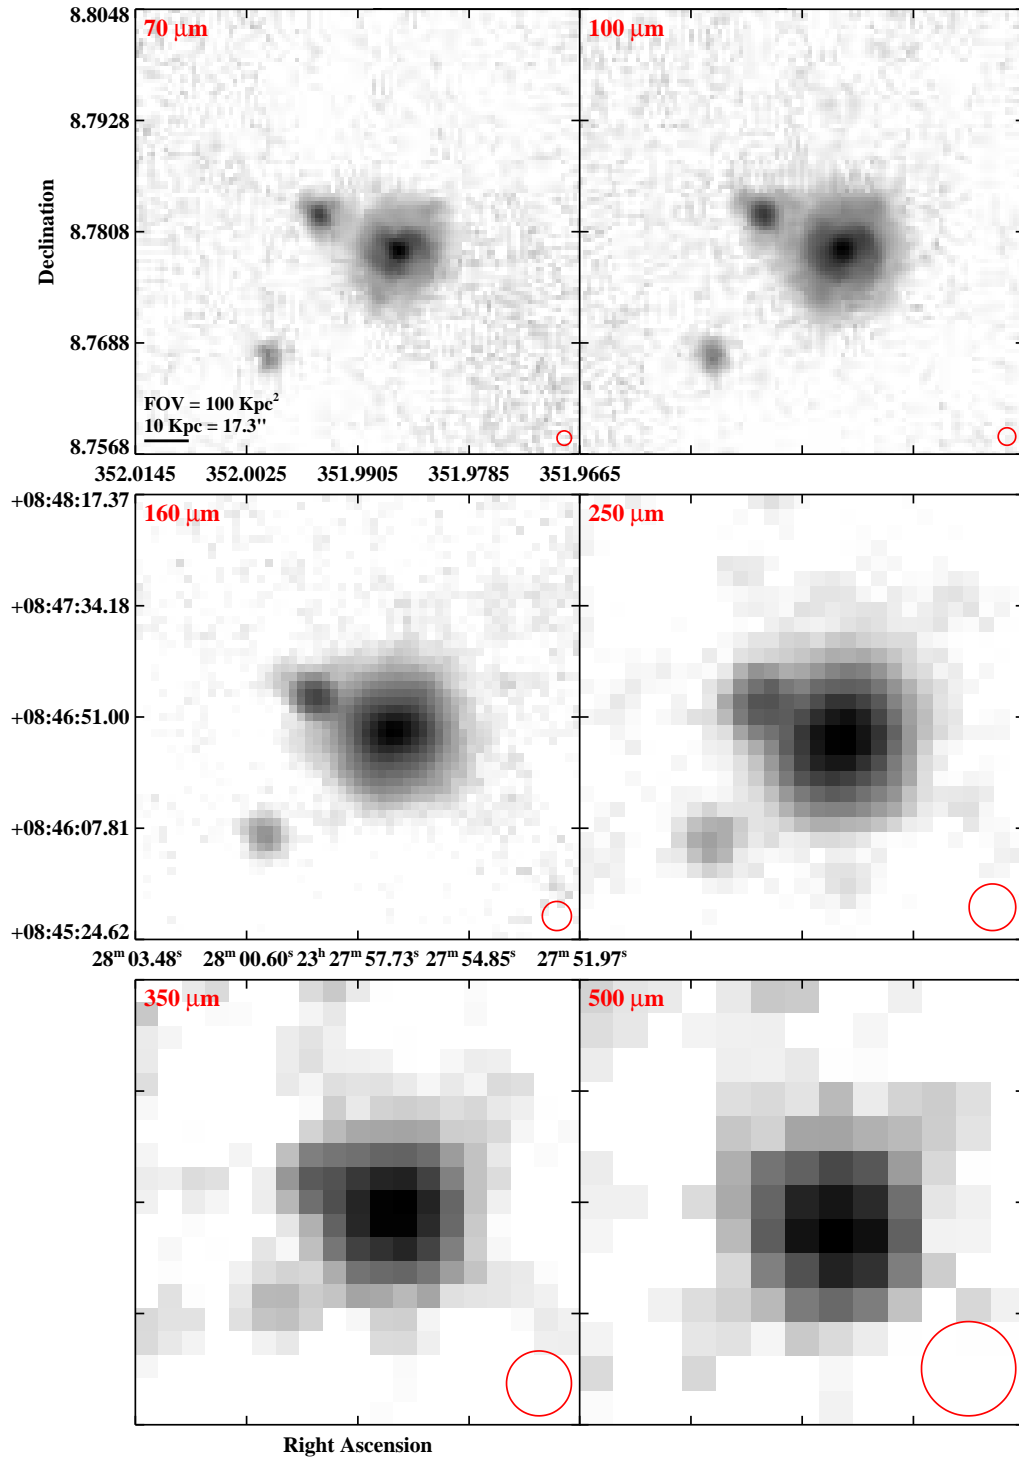 8.8048
70 μm
100 μm
8.7928
Declination
8.7808
8.7688
FOV = 100 Kpc²
10 Kpc = 17.3"
8.7568
352.0145 352.0025 351.9905 351.9785 351.9665
+08:48:17.37
160 μm
250 μm
+08:47:34.18
+08:46:51.00
+08:46:07.81
+08:45:24.62
28ᵐ 03.48ˢ 28ᵐ 00.60ˢ 23ʰ 27ᵐ 57.73ˢ 27ᵐ 54.85ˢ 27ᵐ 51.97ˢ
350 μm
500 μm
Right Ascension